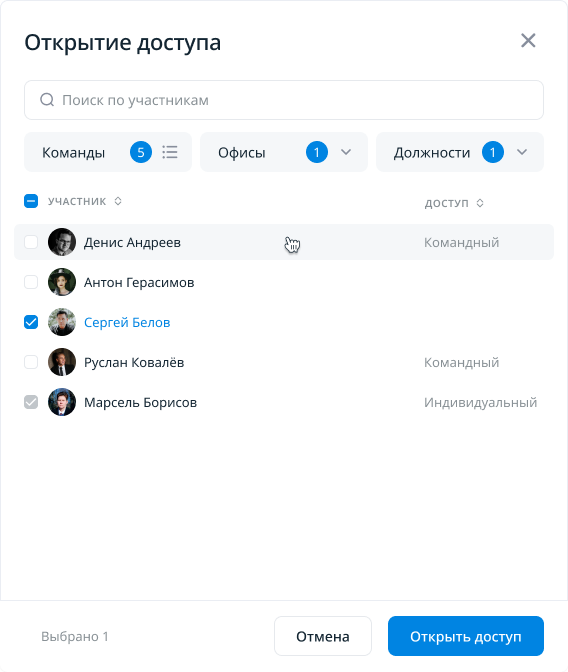 Открытие доступа
Поиск по участникам
Команды 5 Офисы 1 Должности 1
УЧАСТНИК ДОСТУП
Денис Андреев Командный
Антон Герасимов
Сергей Белов
Руслан Ковалёв Командный
Марсель Борисов Индивидуальный
Выбрано 1 Отмена Открыть доступ